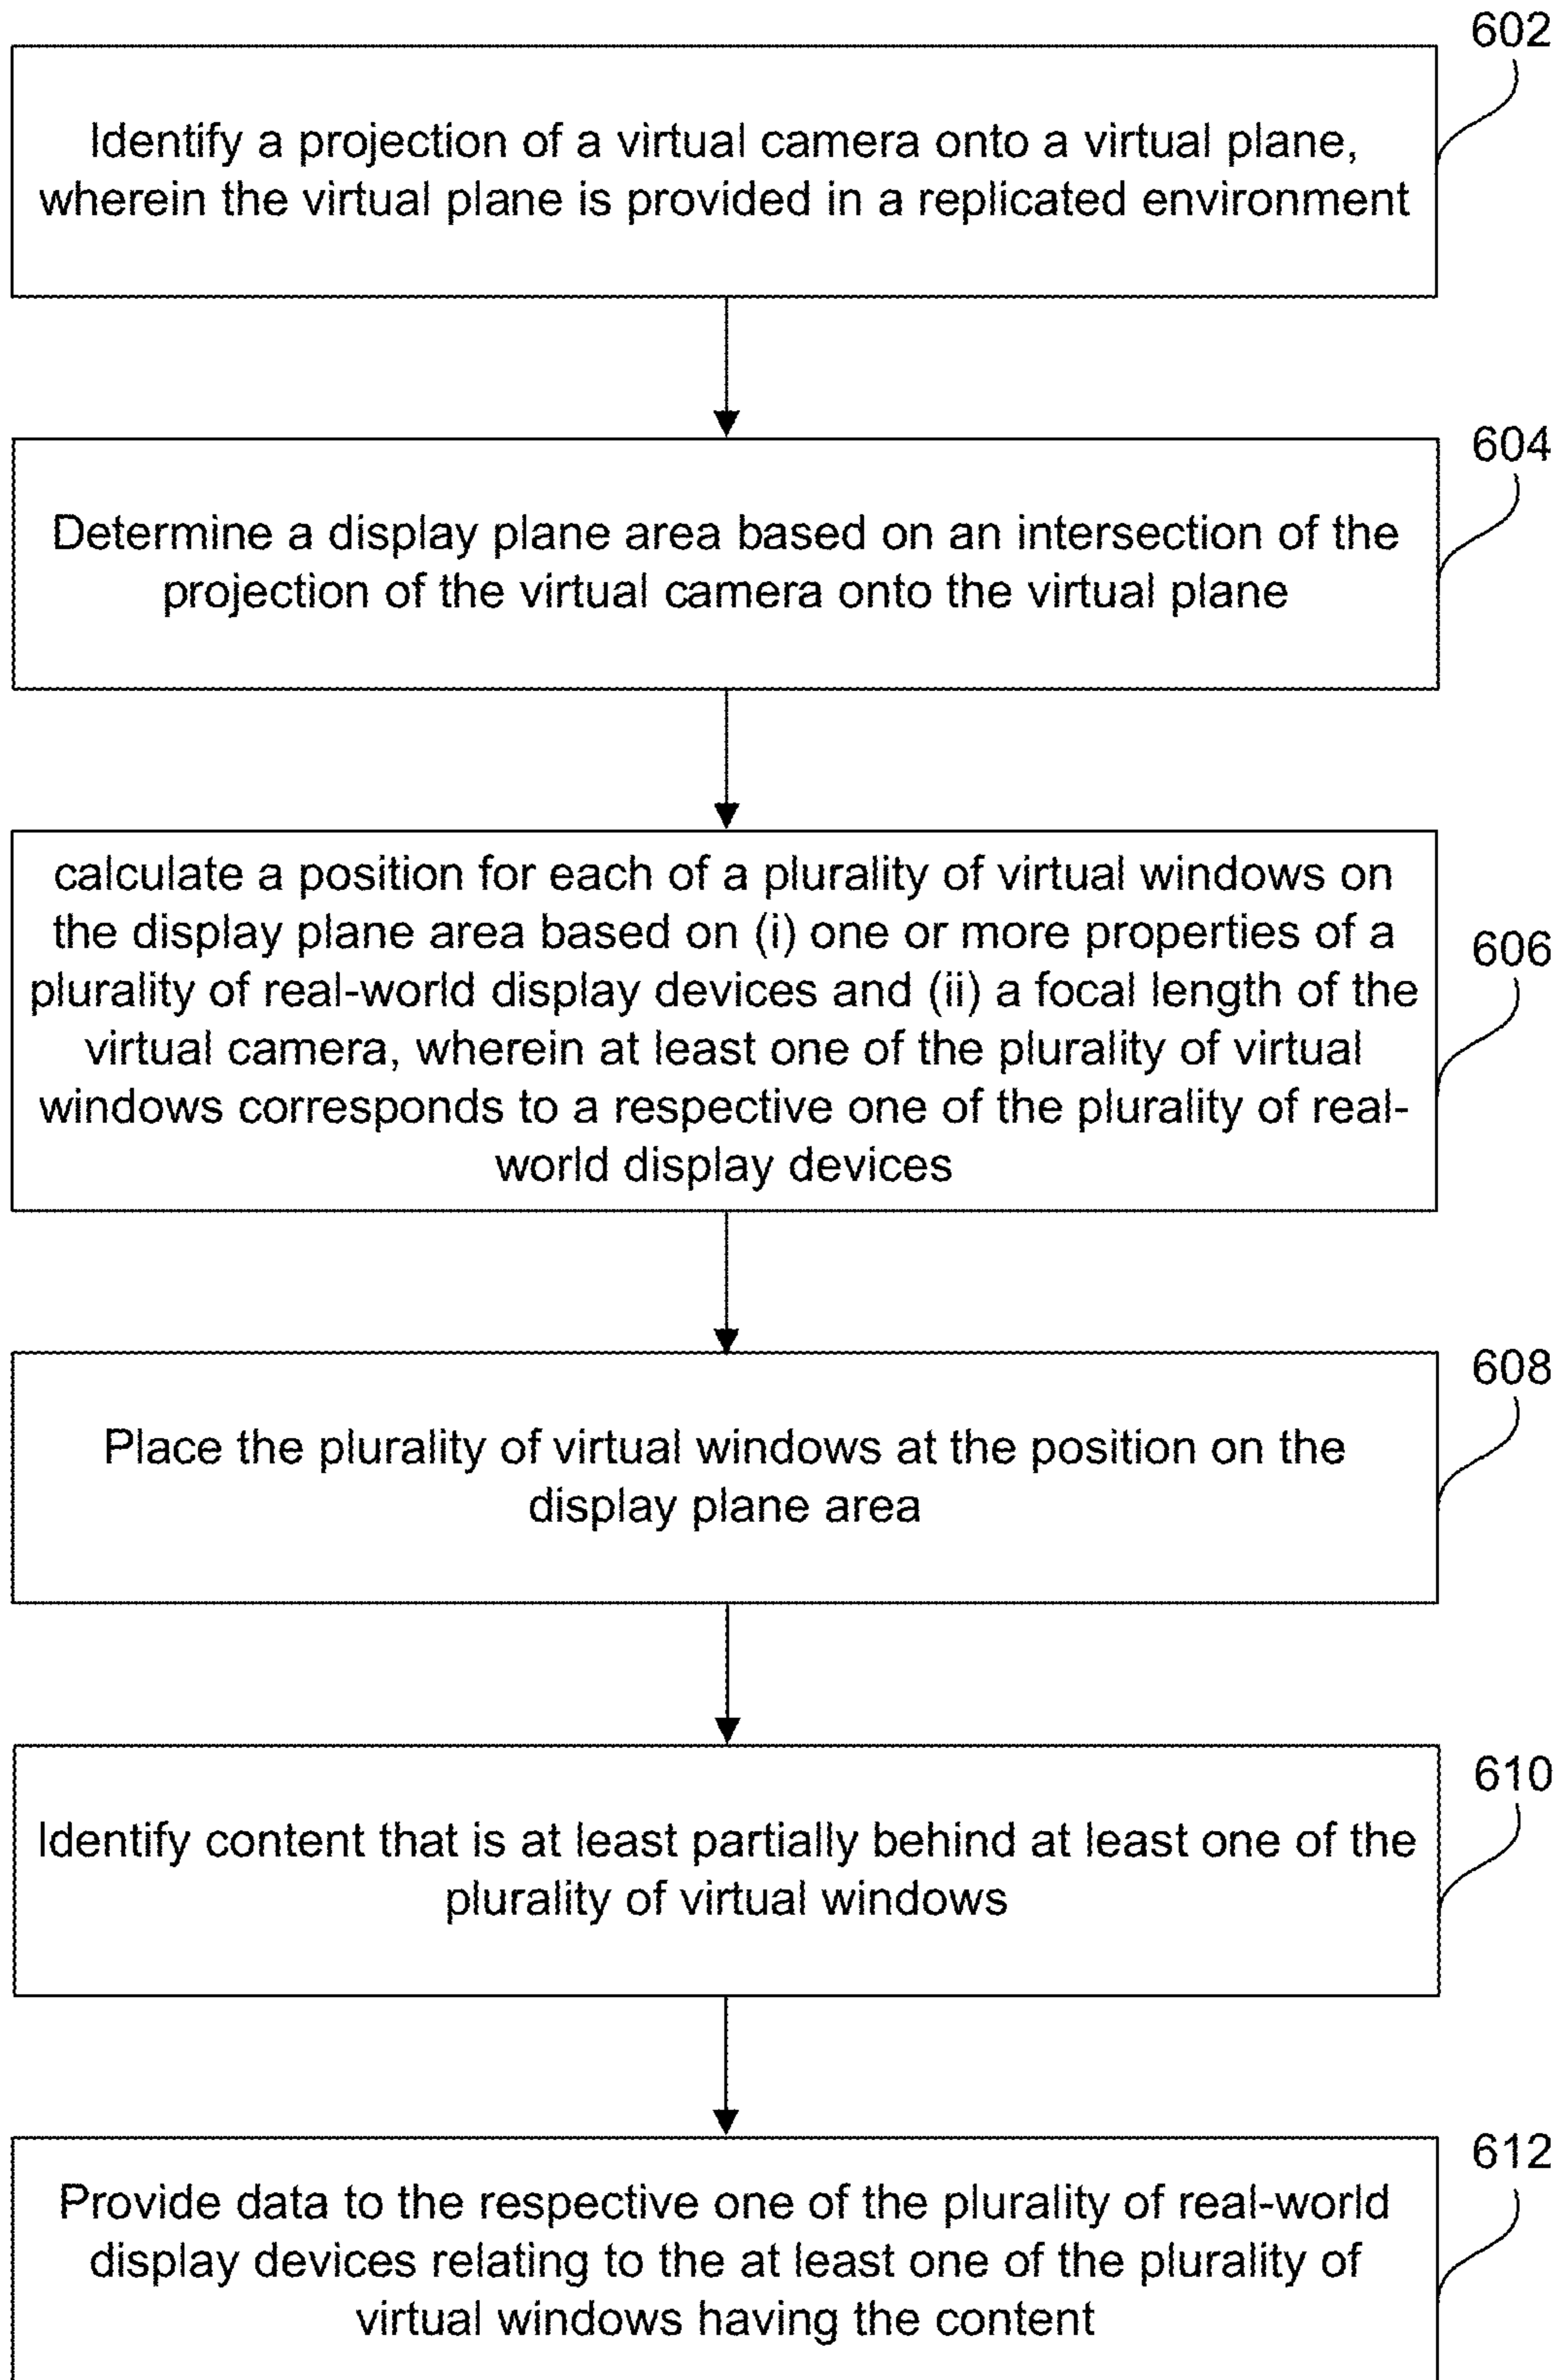 602
Identify a projection of a virtual camera onto a virtual plane,
wherein the virtual plane is provided in a replicated environment
604
Determine a display plane area based on an intersection of the
projection of the virtual camera onto the virtual plane
calculate a position for each of a plurality of virtual windows on
the display plane area based on (i) one or more properties of a
606
plurality of real-world display devices and (ii) a focal length of the
virtual camera, wherein at least one of the plurality of virtual
windows corresponds to a respective one of the plurality of real-
world display devices
608
Place the plurality of virtual windows at the position on the
display plane area
610
Identify content that is at least partially behind at least one of the
plurality of virtual windows
612
Provide data to the respective one of the plurality of real-world
display devices relating to the at least one of the plurality of
virtual windows having the content